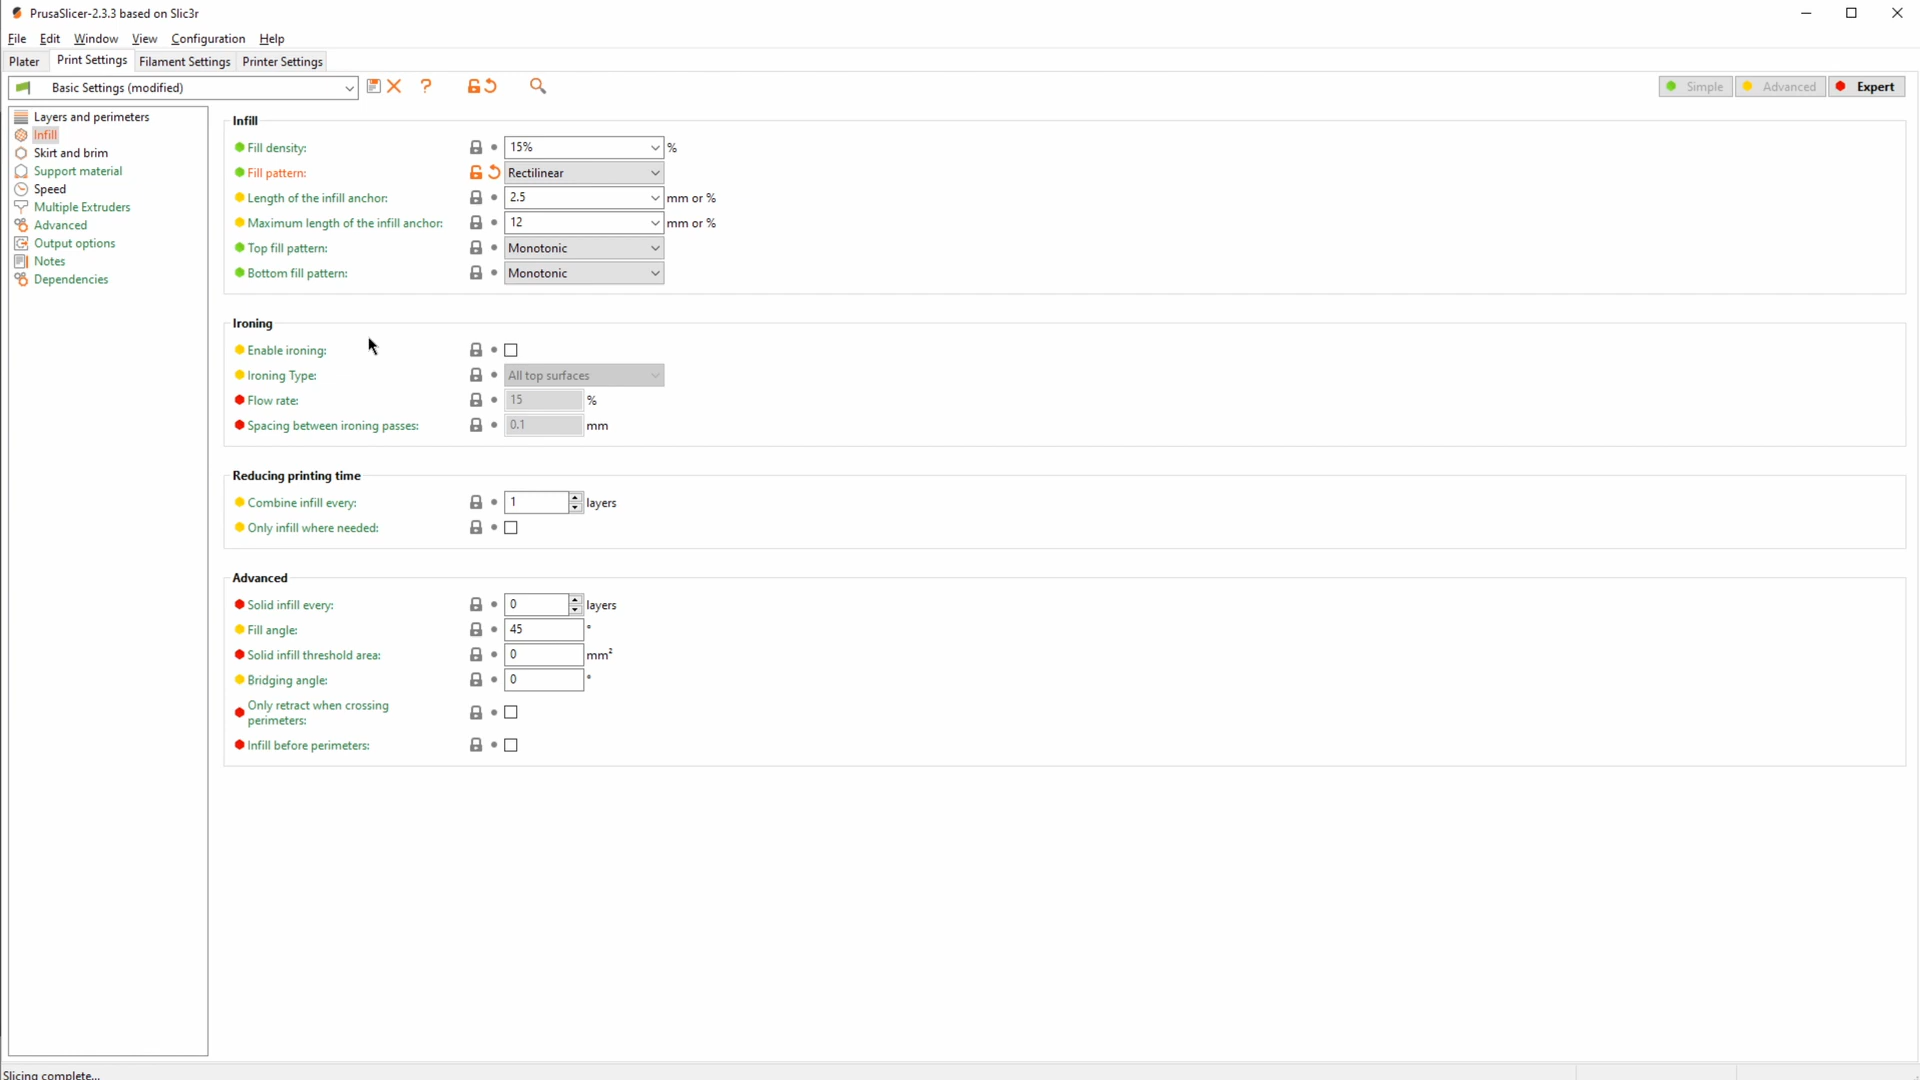 PrusaSlicer-2.3.3 based on Slic3r
File Edit Window View Configuration Help
Plater Print Settings Filament Settings Printer Settings
Basic Settings (modified) ? Simple Advanced Expert
Layers and perimeters
Infill
Skirt and brim
Support material
Speed
Multiple Extruders
Advanced
Output options
Notes
Dependencies
Infill
Fill density: 15% %
Fill pattern: Rectilinear
Length of the infill anchor: 2.5 mm or %
Maximum length of the infill anchor: 12 mm or %
Top fill pattern: Monotonic
Bottom fill pattern: Monotonic
Ironing
Enable ironing:
Ironing Type: All top surfaces
Flow rate: 15 %
Spacing between ironing passes: 0.1 mm
Reducing printing time
Combine infill every: 1 layers
Only infill where needed:
Advanced
Solid infill every: 0 layers
Fill angle: 45 °
Solid infill threshold area: 0 mm²
Bridging angle: 0 °
Only retract when crossing
perimeters:
Infill before perimeters:
Slicing complete...